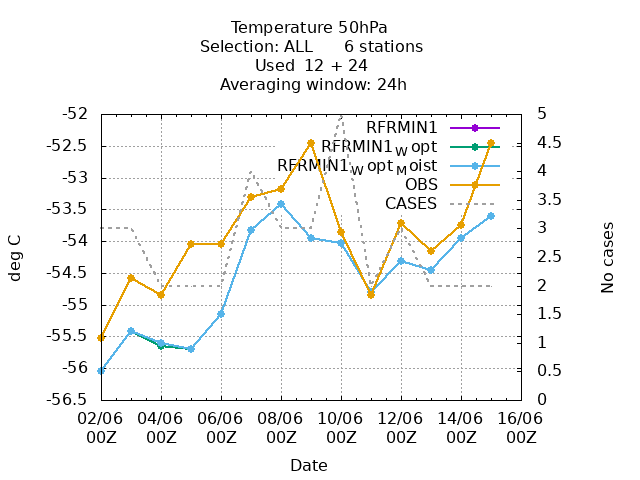 Temperature 50hPa
Selection: ALL 6 stations
Used 12 + 24
Averaging window: 24h
RFRMIN1
RFRMIN1_W opt
RFRMIN1_W opt_M oist
OBS
CASES
deg C
-52
-52.5
-53
-53.5
-54
-54.5
-55
-55.5
-56
-56.5
5
4.5
4
3.5
3
2.5
2
1.5
1
0.5
0
No cases
02/06 04/06 06/06 08/06 10/06 12/06 14/06 16/06
00Z 00Z 00Z 00Z 00Z 00Z 00Z 00Z
Date